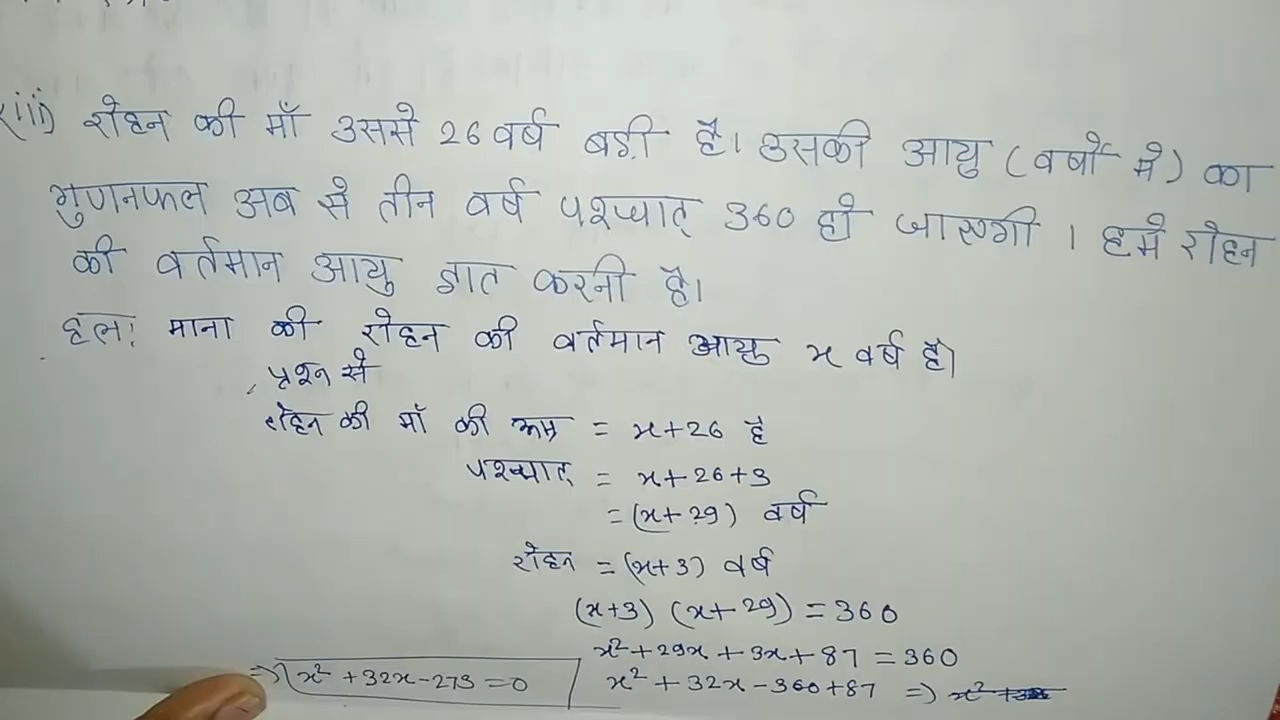 (iii) रोहन की माँ उससे 26 वर्ष बड़ी है। उसकी आयु (वर्षों मे) का
गुणनफल अब से तीन वर्ष पश्चात् 360 हो जाएगी । हमे रोहन
की वर्तमान आयु ज्ञात करनी है।
हल: माना की रोहन की वर्तमान आयु x वर्ष है।
प्रश्न से
रोहन की माँ की = x+26 है
पश्चात् = x+26+3
= (x+29) वर्ष
रोहन = (x+3) वर्ष
(x+3) (x+29) = 360
x² + 29x + 3x + 87 = 360
x² + 32x - 360 + 87 =>
=> x² + 32x - 273 = 0